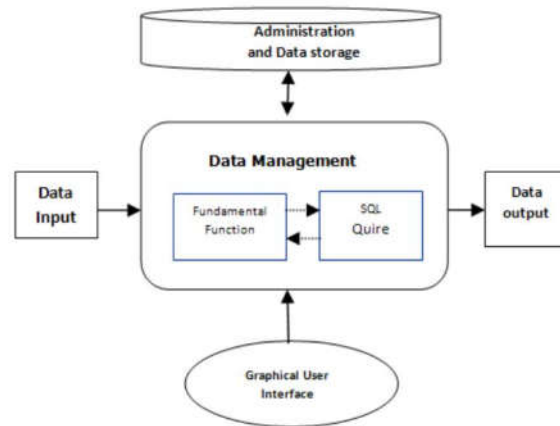 Administration
and Data storage
Data Management
Data
Input
Fundamental
Function
SQL
Quire
Data
output
Graphical User
Interface